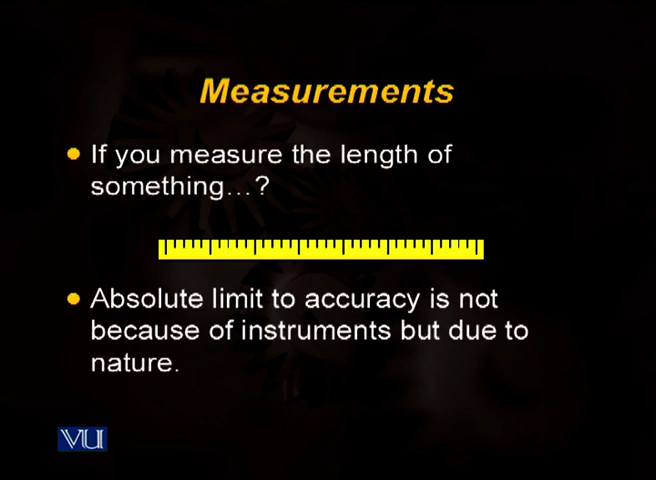 Measurements
If you measure the length of
something...?
Absolute limit to accuracy is not
because of instruments but due to
nature.
VU